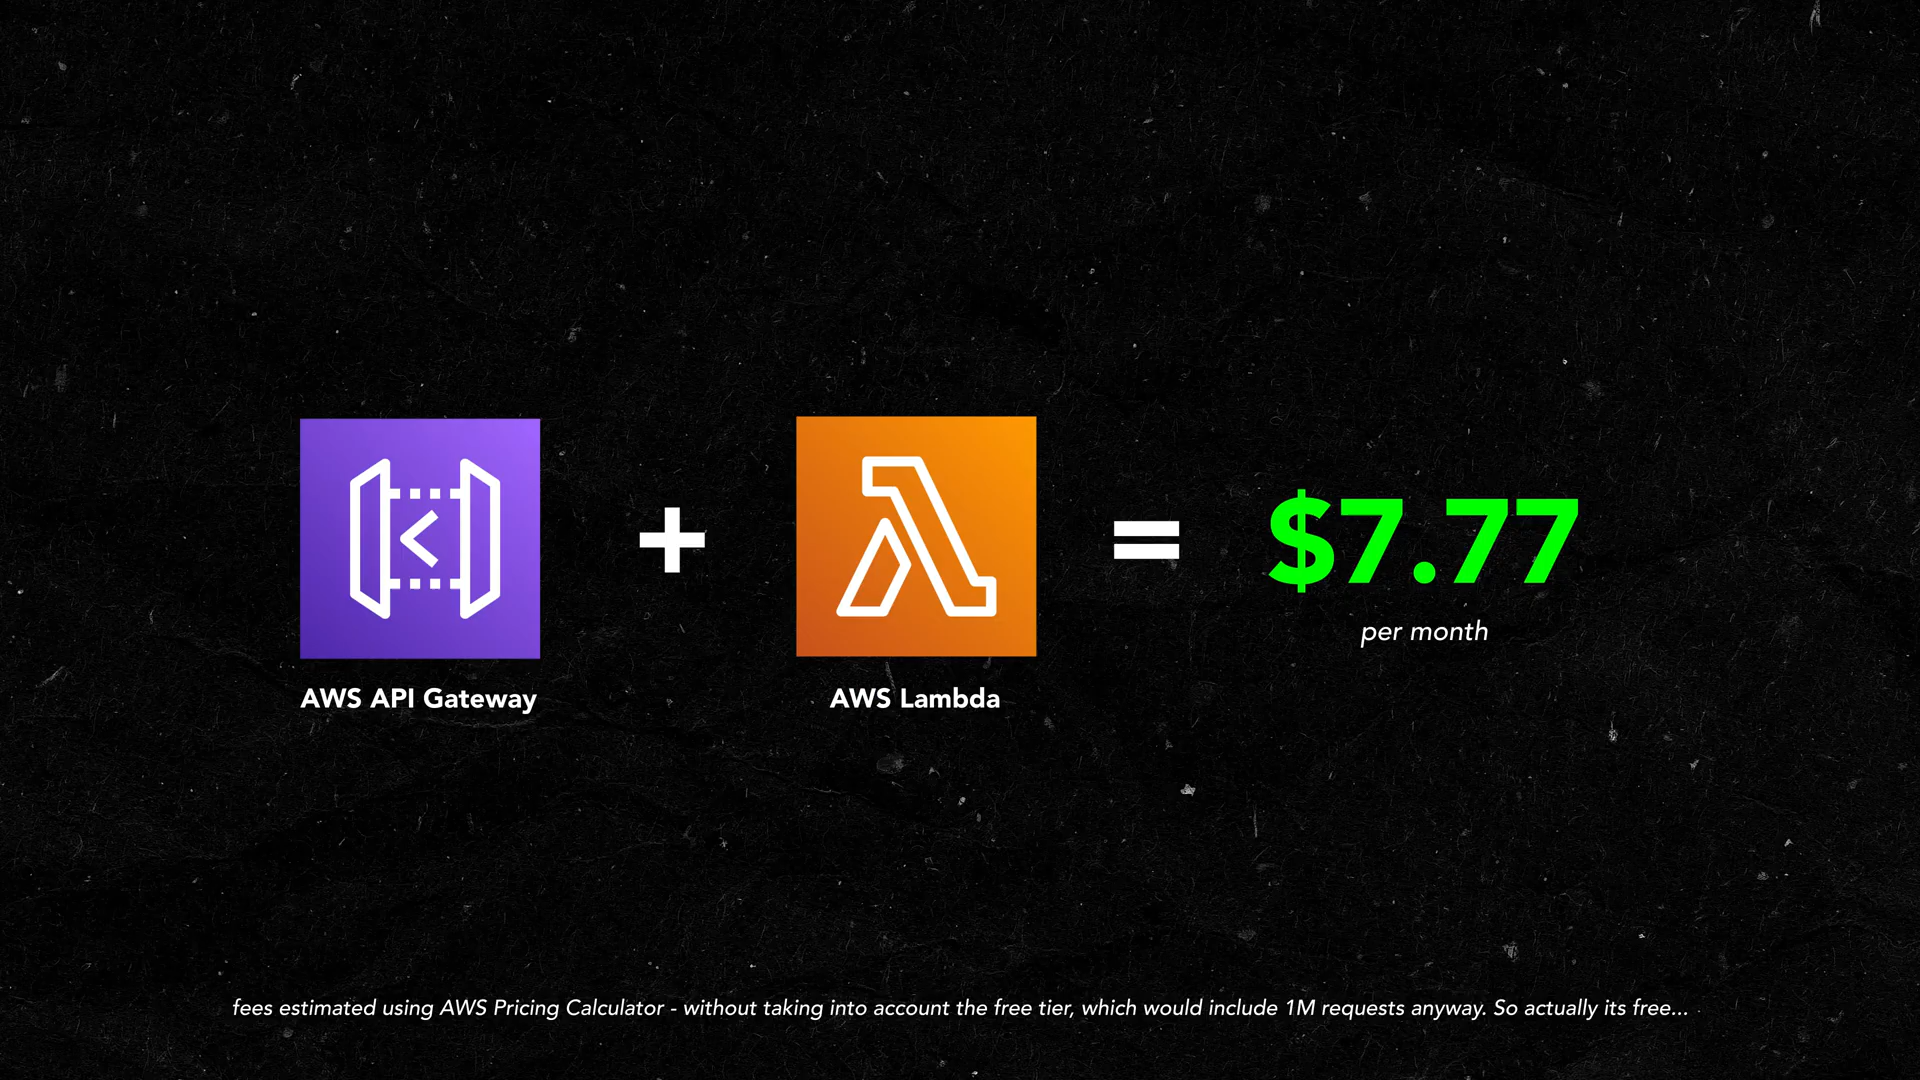 + = $7.77
per month
AWS API Gateway
AWS Lambda
fees estimated using AWS Pricing Calculator - without taking into account the free tier, which would include 1M requests anyway. So actually its free...